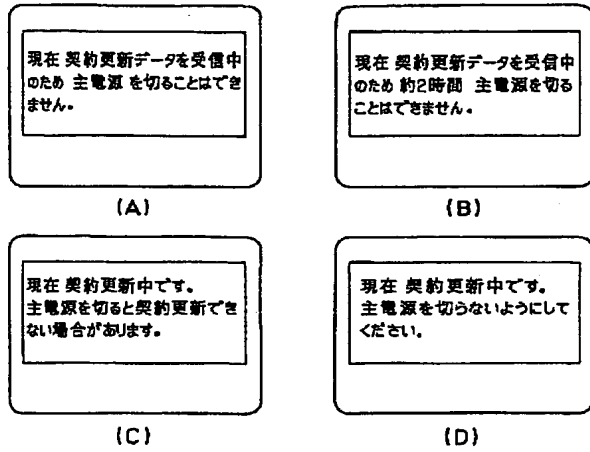 現在 契約更新データを受信中
のため 主電源 を切ることはでき
ません。
(A)
現在 契約更新データを受信中
のため 約2時間 主電源を切る
ことはできません。
(B)
現在 契約更新中です。
主電源を切ると契約更新でき
ない場合があります。
(C)
現在 契約更新中です。
主電源を切らないようにして
ください。
(D)